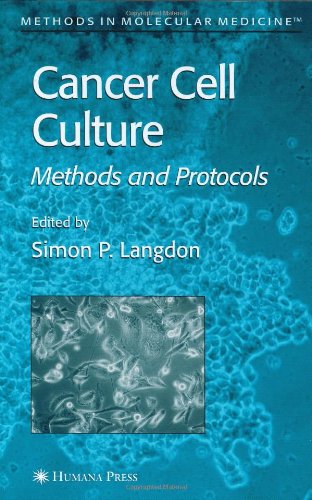 METHODS IN MOLECULAR MEDICINE™
Cancer Cell
Culture
Methods and Protocols
Edited by
Simon P. Langdon
HUMANA PRESS